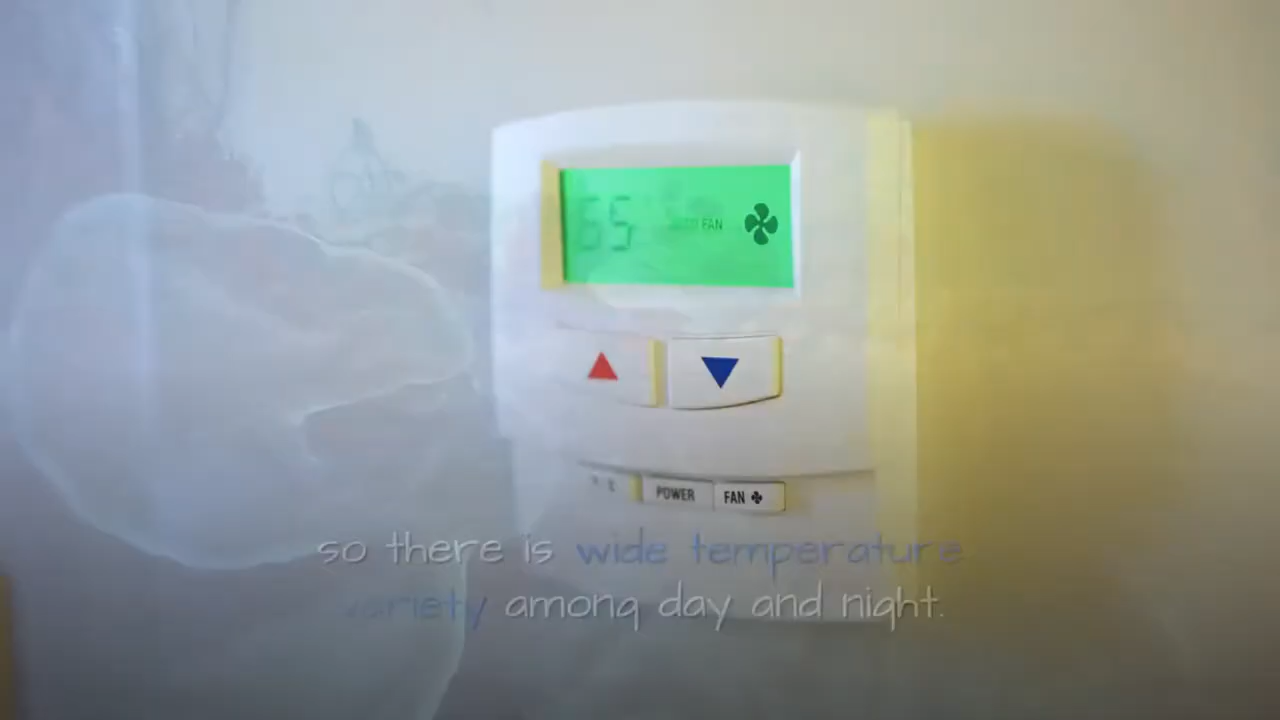 65
FAN
POWER
FAN
so there is wide temperature
variety among day and night.